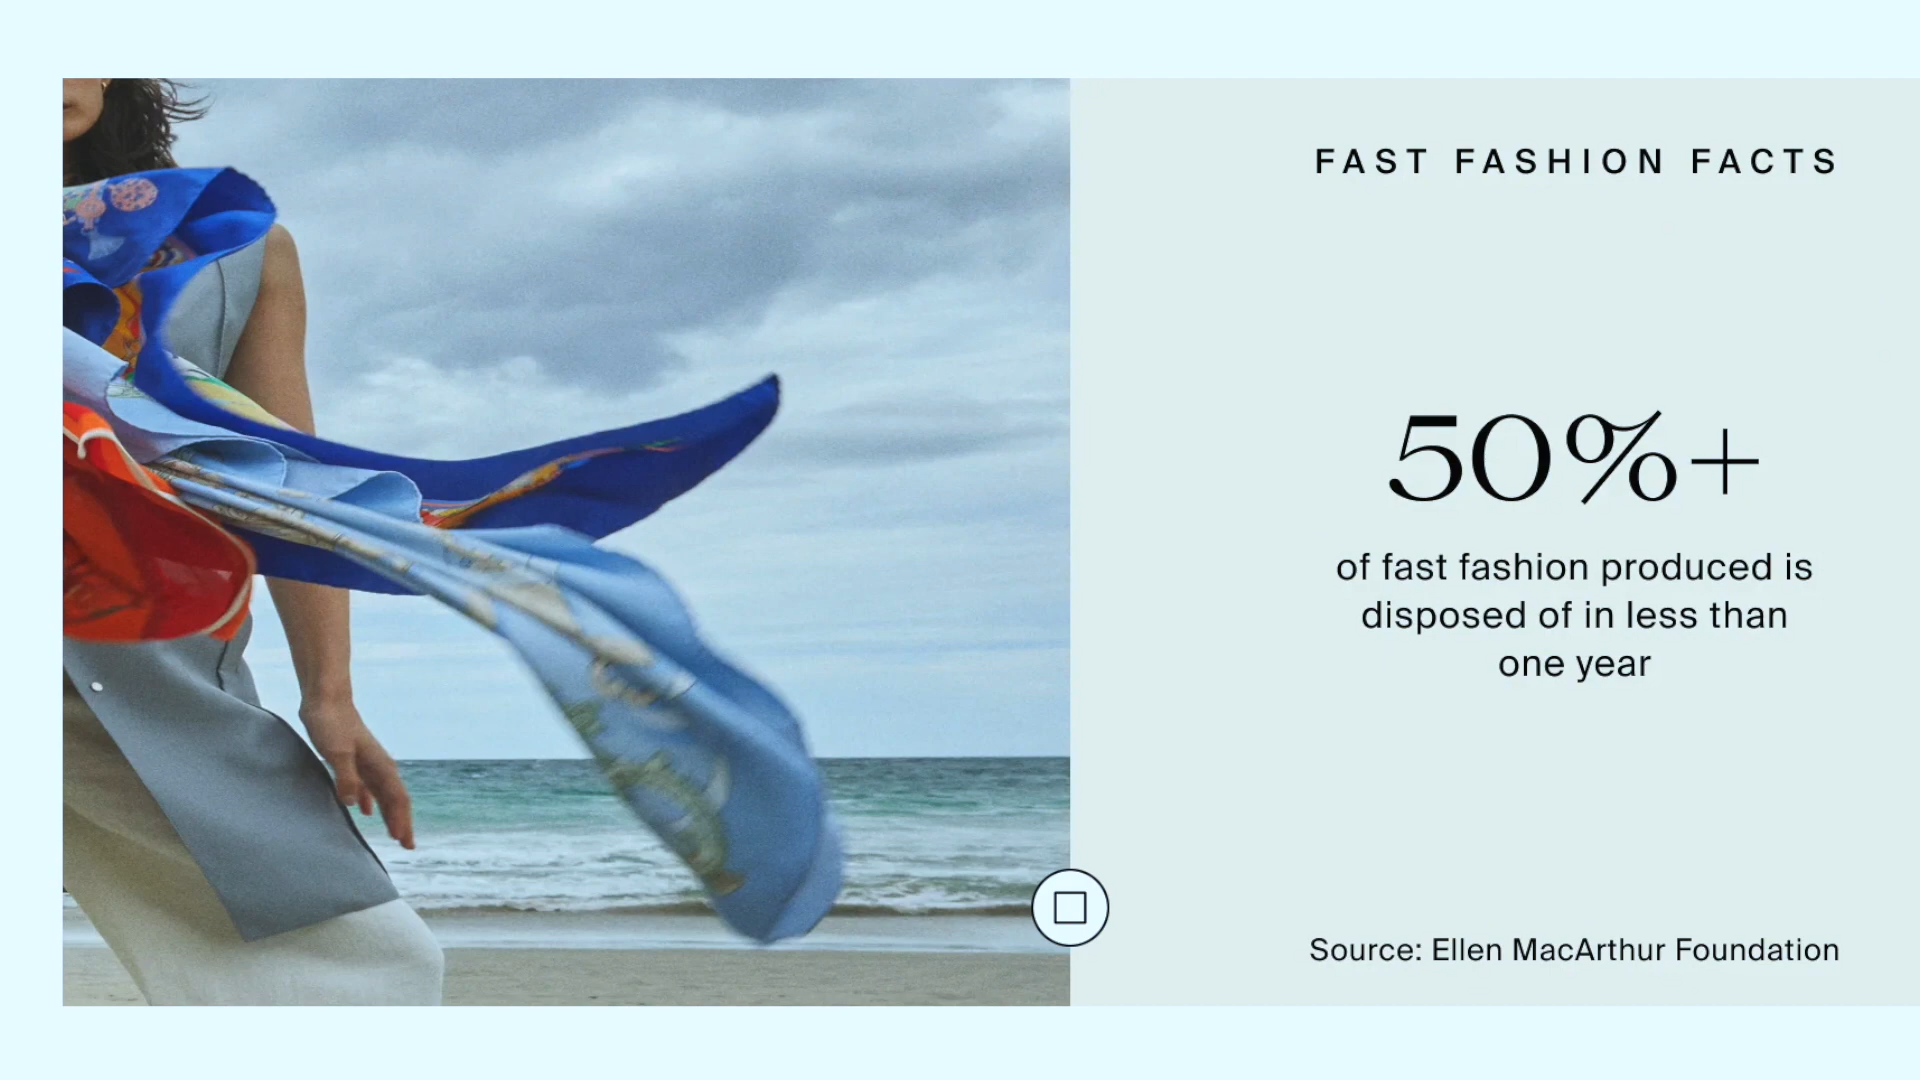 FAST FASHION FACTS
50%+
of fast fashion produced is
disposed of in less than
one year
Source: Ellen MacArthur Foundation